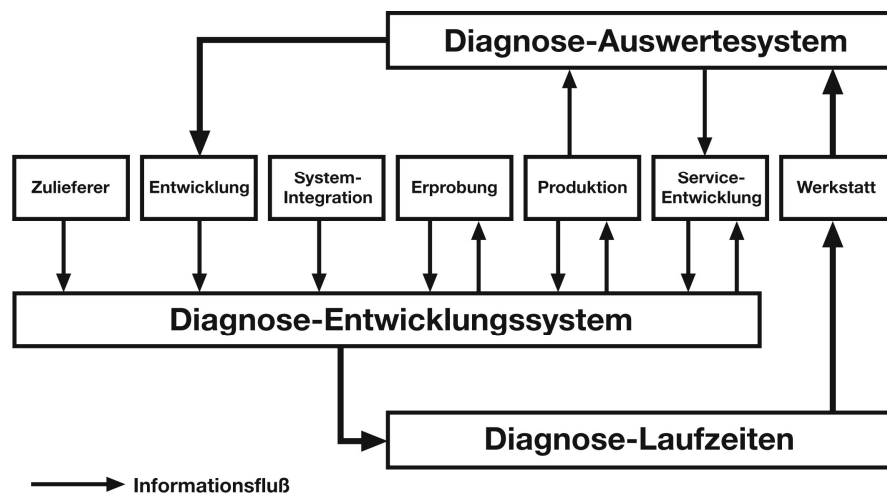 Diagnose-Auswertesystem
Zulieferer
Entwicklung
System-
Integration
Erprobung
Produktion
Service-
Entwicklung
Werkstatt
Diagnose-Entwicklungssystem
Diagnose-Laufzeiten
Informationsfluß